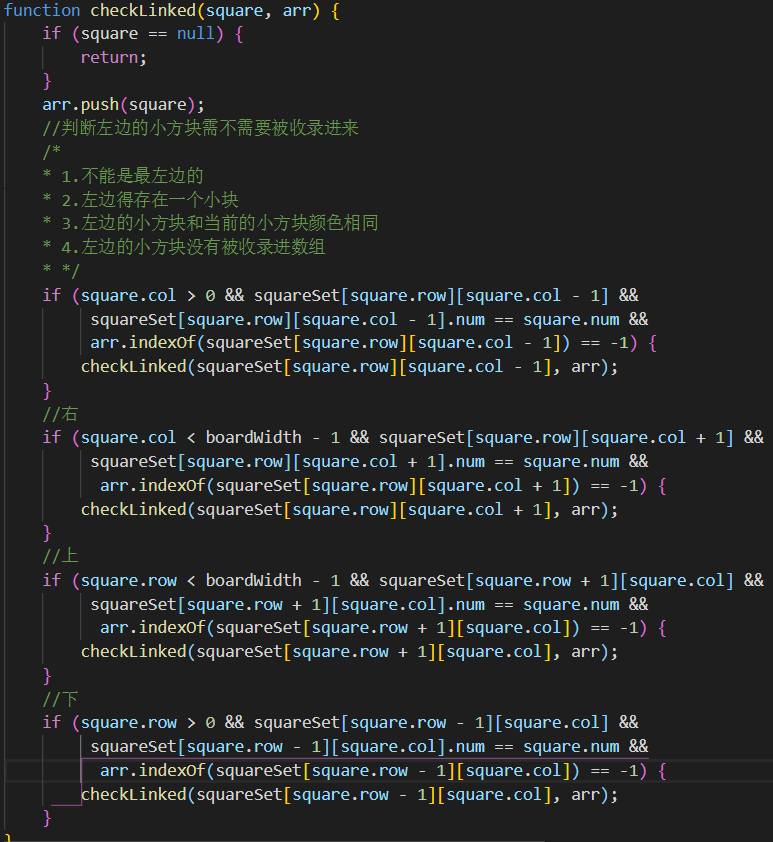 function checkLinked(square, arr) {
    if (square == null) {
        return;
    }
    arr.push(square);
    //判断左边的小方块需不需要被收录进来
    /*
    * 1.不能是最左边的
    * 2.左边得存在一个小块
    * 3.左边的小方块和当前的小方块颜色相同
    * 4.左边的小方块没有被收录进数组
    * */
    if (square.col > 0 && squareSet[square.row][square.col - 1] &&
         squareSet[square.row][square.col - 1].num == square.num &&
         arr.indexOf(squareSet[square.row][square.col - 1]) == -1) {
        checkLinked(squareSet[square.row][square.col - 1], arr);
    }
    //右
    if (square.col < boardWidth - 1 && squareSet[square.row][square.col + 1] &&
         squareSet[square.row][square.col + 1].num == square.num &&
          arr.indexOf(squareSet[square.row][square.col + 1]) == -1) {
        checkLinked(squareSet[square.row][square.col + 1], arr);
    }
    //上
    if (square.row < boardWidth - 1 && squareSet[square.row + 1][square.col] &&
         squareSet[square.row + 1][square.col].num == square.num &&
          arr.indexOf(squareSet[square.row + 1][square.col]) == -1) {
        checkLinked(squareSet[square.row + 1][square.col], arr);
    }
    //下
    if (square.row > 0 && squareSet[square.row - 1][square.col] &&
         squareSet[square.row - 1][square.col].num == square.num &&
          arr.indexOf(squareSet[square.row - 1][square.col]) == -1) {
        checkLinked(squareSet[square.row - 1][square.col], arr);
    }
}